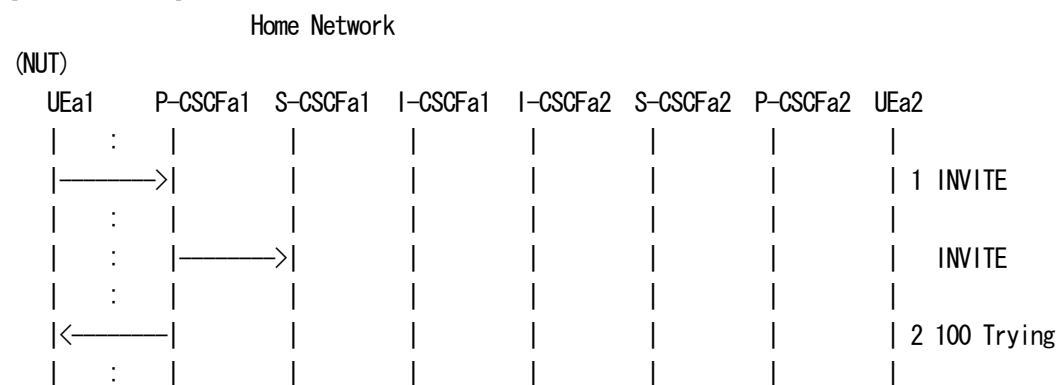 Home Network
(NUT)
UEa1 P-CSCFa1 S-CSCFa1 I-CSCFa1 I-CSCFa2 S-CSCFa2 P-CSCFa2 UEa2
| : | | | | | | |
|--------->| | | | | | | 1 INVITE
| : | | | | | | |
| : |--------->| | | | | | INVITE
| : | | | | | | |
|<---------| | | | | | | 2 100 Trying
| : | | | | | | |